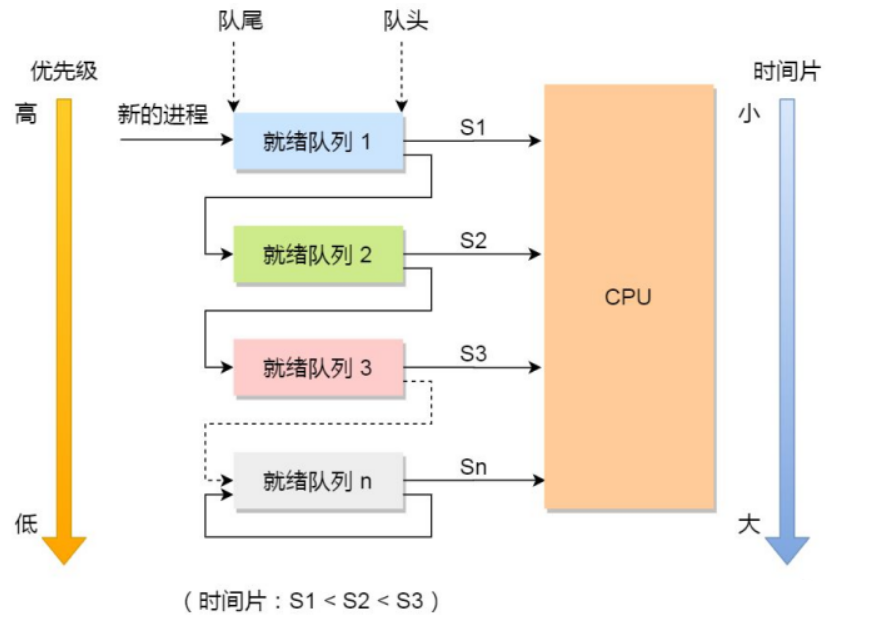 队尾
队头
优先级
时间片
高
新的进程
小
就绪队列 1
S1
就绪队列 2
S2
CPU
就绪队列 3
S3
就绪队列 n
Sn
低
大
（时间片：S1 < S2 < S3）